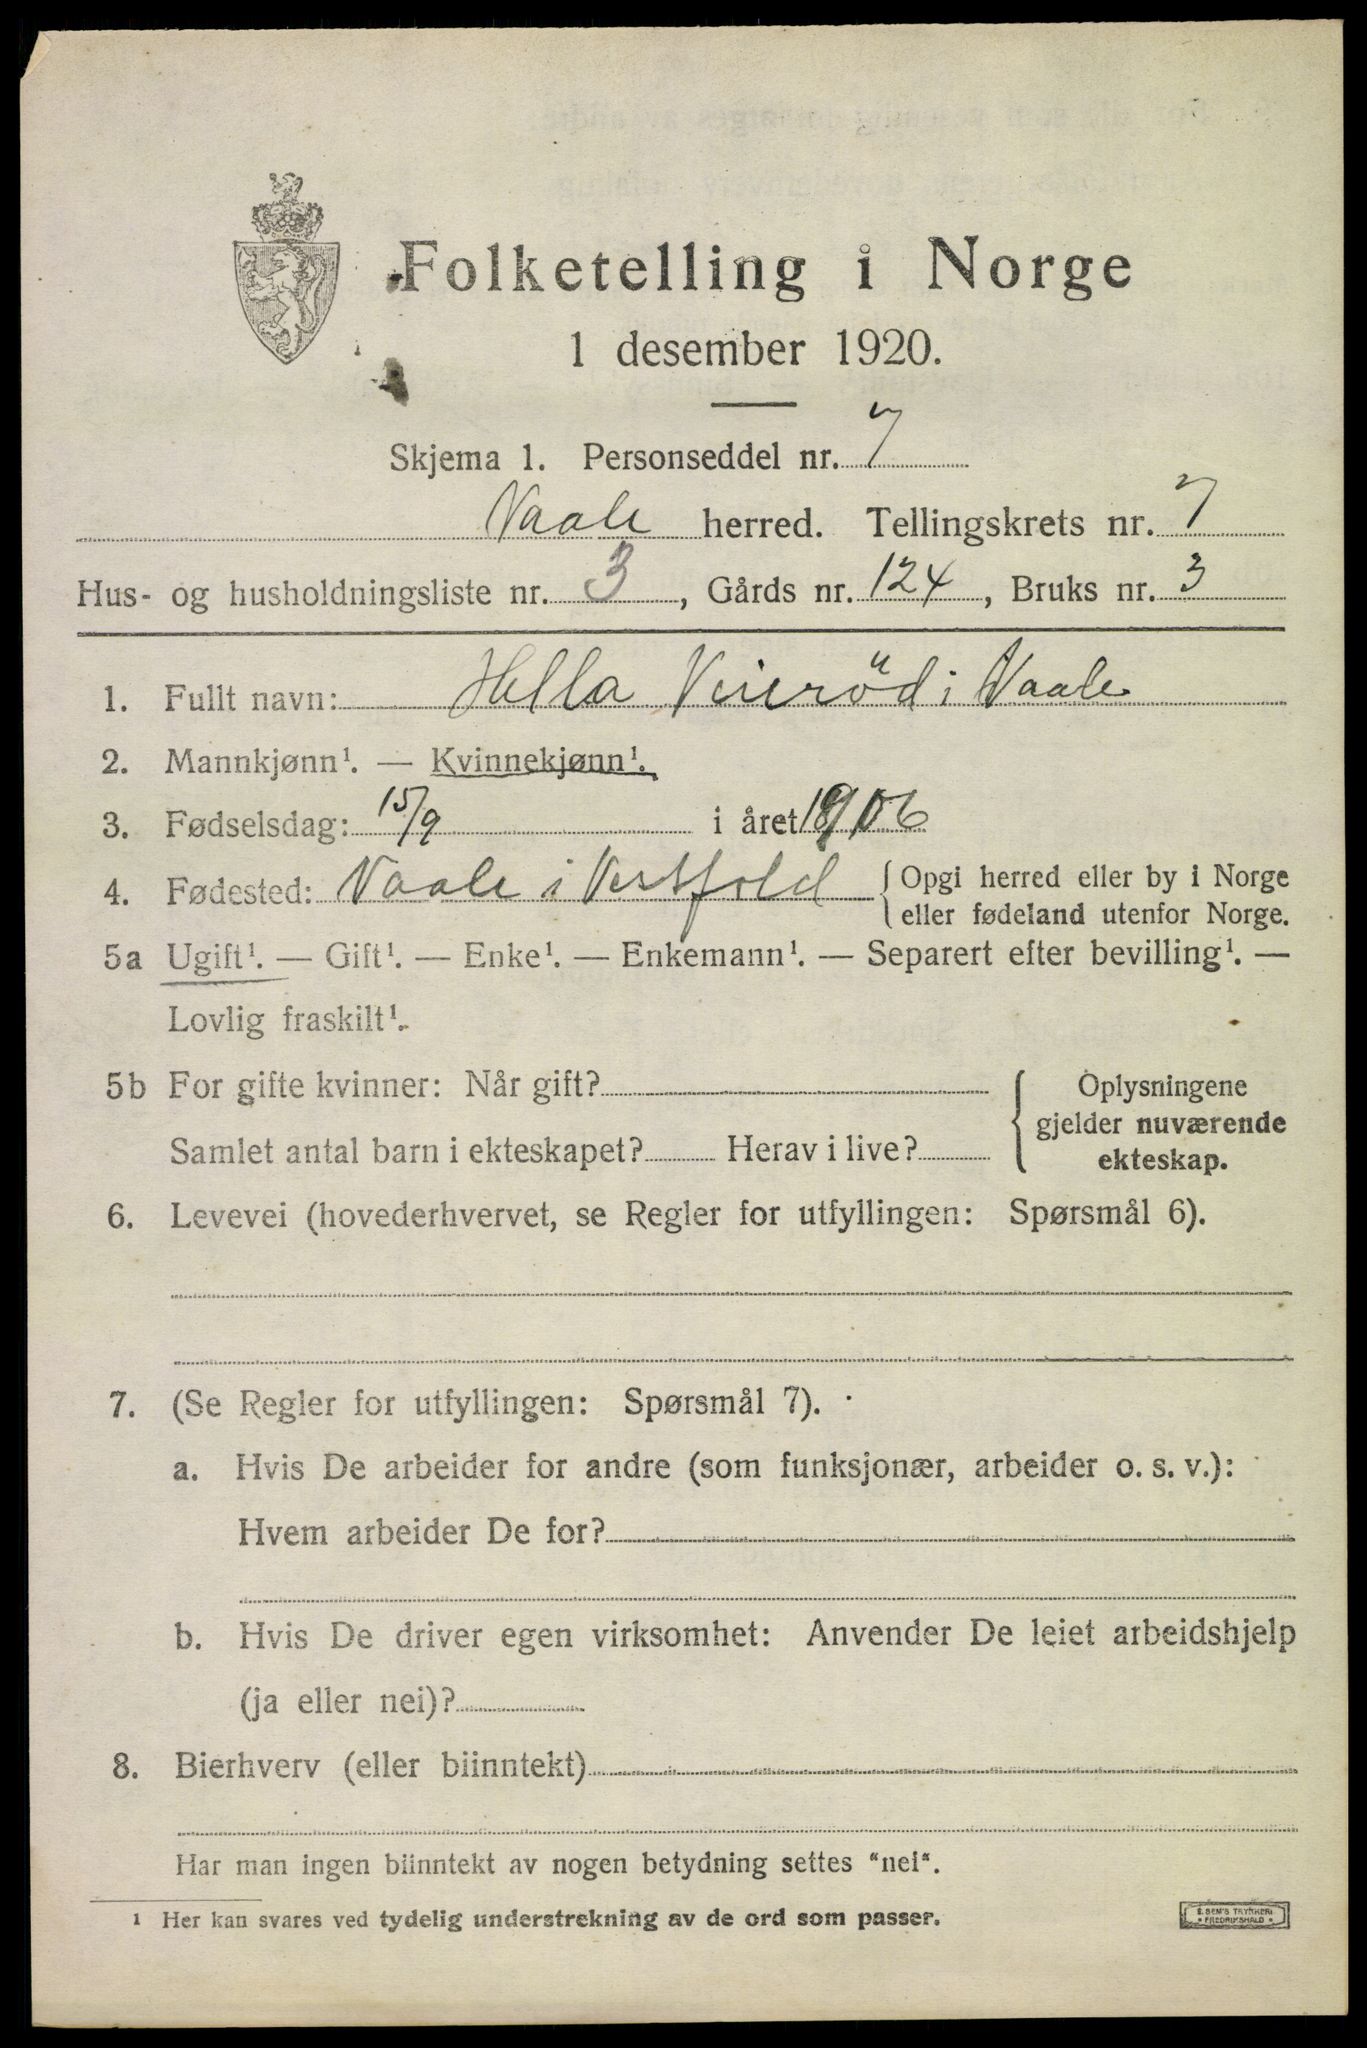 Folketelling i Norge
1 desember 1920.
Skjema 1. Personseddel nr. 7
Vaale herred. Tellingskrets nr. 7
Hus- og husholdningsliste nr. 3, Gårds nr. 124, Bruks nr. 3
1. Fullt navn: Hella Veierød i Vaale
2. Mannkjønn¹. — Kvinnekjønn¹.
3. Fødselsdag: 15/9 i året 1906
4. Fødested: Vaale i Vestfold { Opgi herred eller by i Norge
eller fødeland utenfor Norge.
5a Ugift¹. — Gift¹. — Enke¹. — Enkemann¹. — Separert efter bevilling¹. —
Lovlig fraskilt¹.
5b For gifte kvinner: Når gift?
Samlet antal barn i ekteskapet? Herav i live?
Oplysningene
gjelder nuværende
ekteskap.
6. Levevei (hovederhvervet, se Regler for utfyllingen: Spørsmål 6).
7. (Se Regler for utfyllingen: Spørsmål 7).
a. Hvis De arbeider for andre (som funksjonær, arbeider o. s. v.):
Hvem arbeider De for?
b. Hvis De driver egen virksomhet: Anvender De leiet arbeidshjelp
(ja eller nei)?
8. Bierhverv (eller biinntekt)
Har man ingen biinntekt av nogen betydning settes "nei".
¹ Her kan svares ved tydelig understrekning av de ord som passer.
E. SEM'S TRYKKERI
• FREDRIKSHALD •